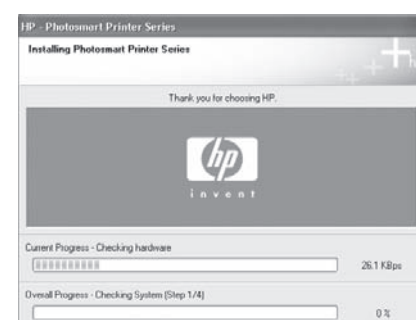 HP - Photosmart Printer Series
Installing Photosmart Printer Series
Thank you for choosing HP.
hp
invent
Current Progress - Checking hardware
26.1 KBps
Overall Progress - Checking System (Step 1/4)
0 %